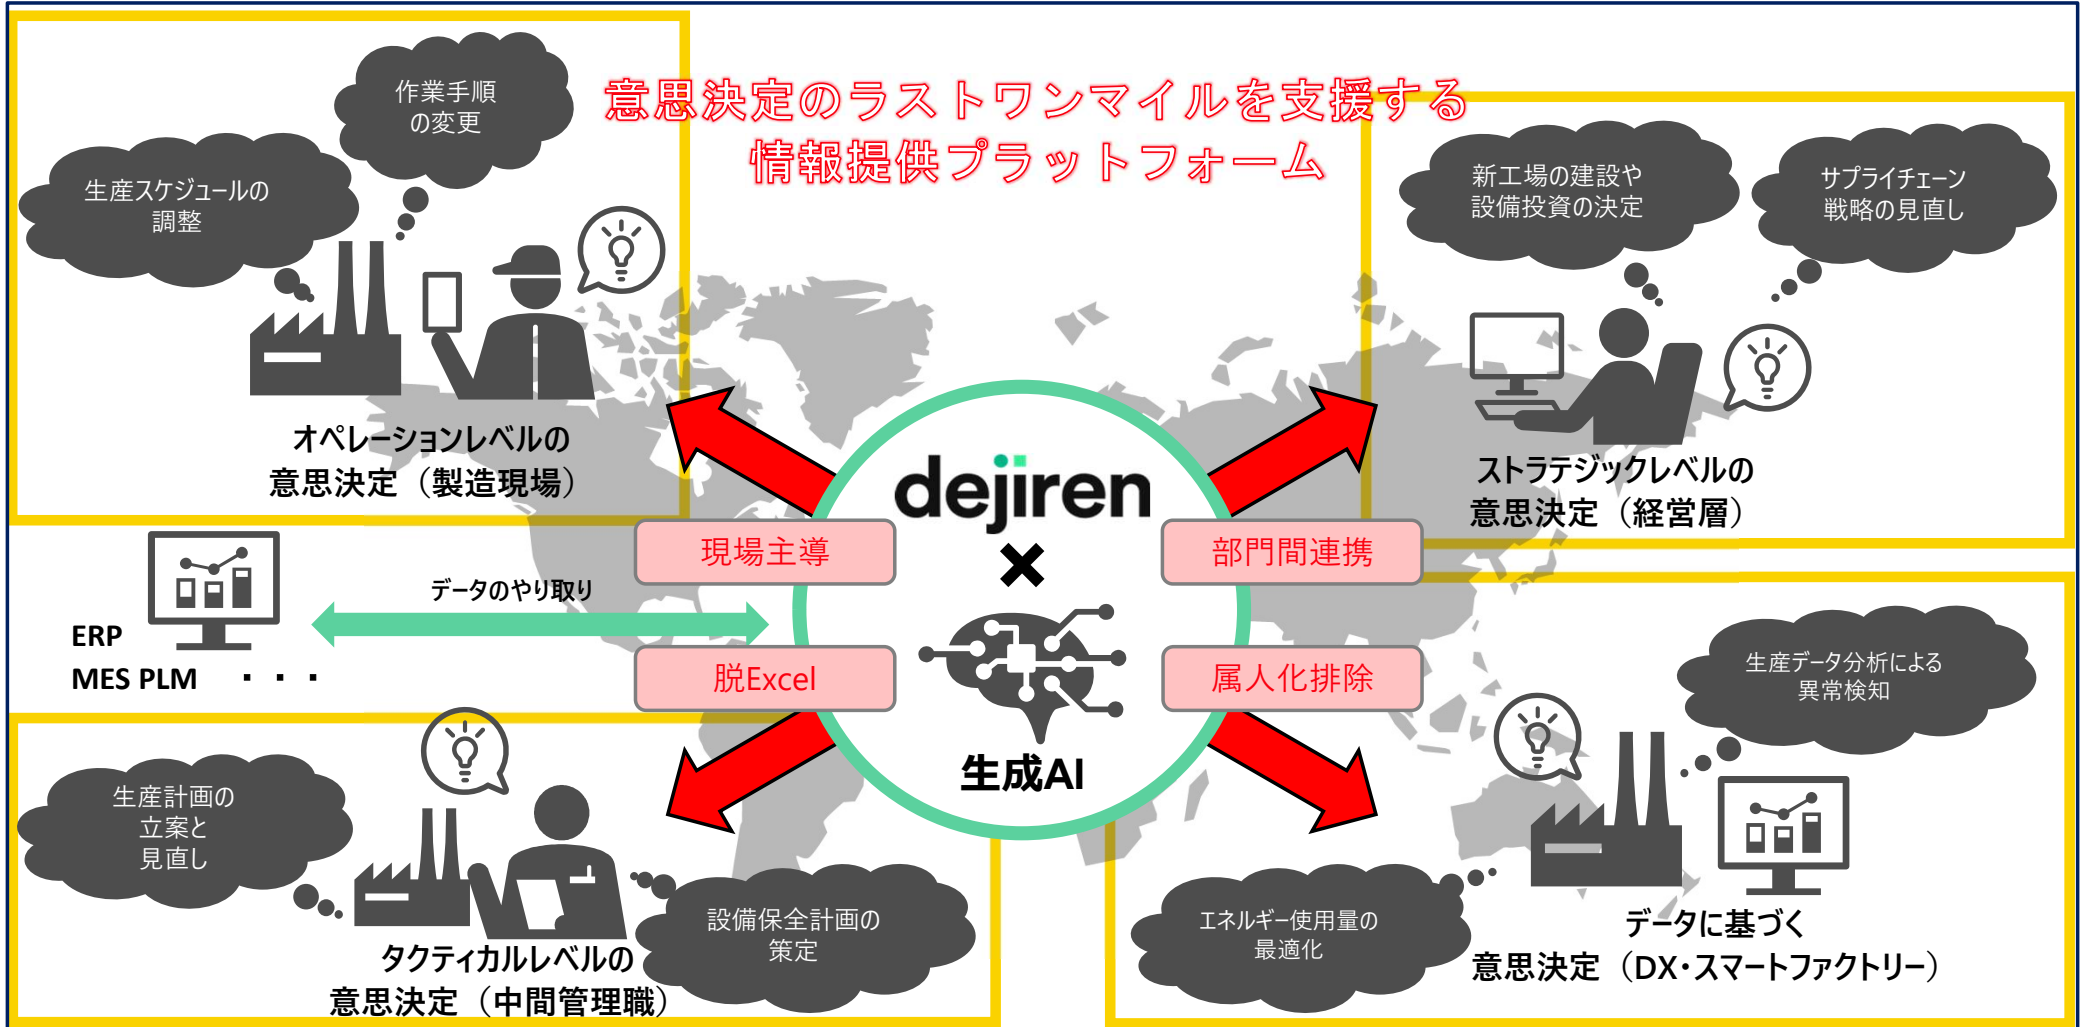 意思決定のラストワンマイルを支援する
情報提供プラットフォーム
作業手順
の変更
生産スケジュールの
調整
オペレーションレベルの
意思決定（製造現場）
新工場の建設や
設備投資の決定
サプライチェーン
戦略の見直し
ストラテジックレベルの
意思決定（経営層）
dejiren
生成AI
現場主導
部門間連携
脱Excel
属人化排除
データのやり取り
ERP
MES PLM ・・・
生産計画の
立案と
見直し
設備保全計画の
策定
タクティカルレベルの
意思決定（中間管理職）
生産データ分析による
異常検知
エネルギー使用量の
最適化
データに基づく
意思決定（DX・スマートファクトリー）